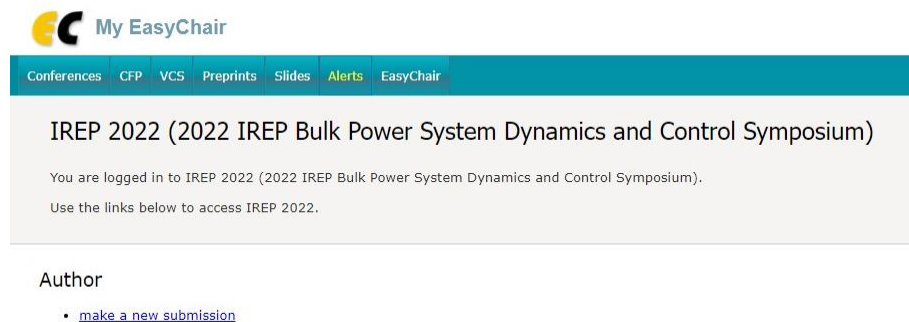 EC My EasyChair
Conferences CFP VCS Preprints Slides Alerts EasyChair
IREP 2022 (2022 IREP Bulk Power System Dynamics and Control Symposium)
You are logged in to IREP 2022 (2022 IREP Bulk Power System Dynamics and Control Symposium).
Use the links below to access IREP 2022.
Author
• make a new submission